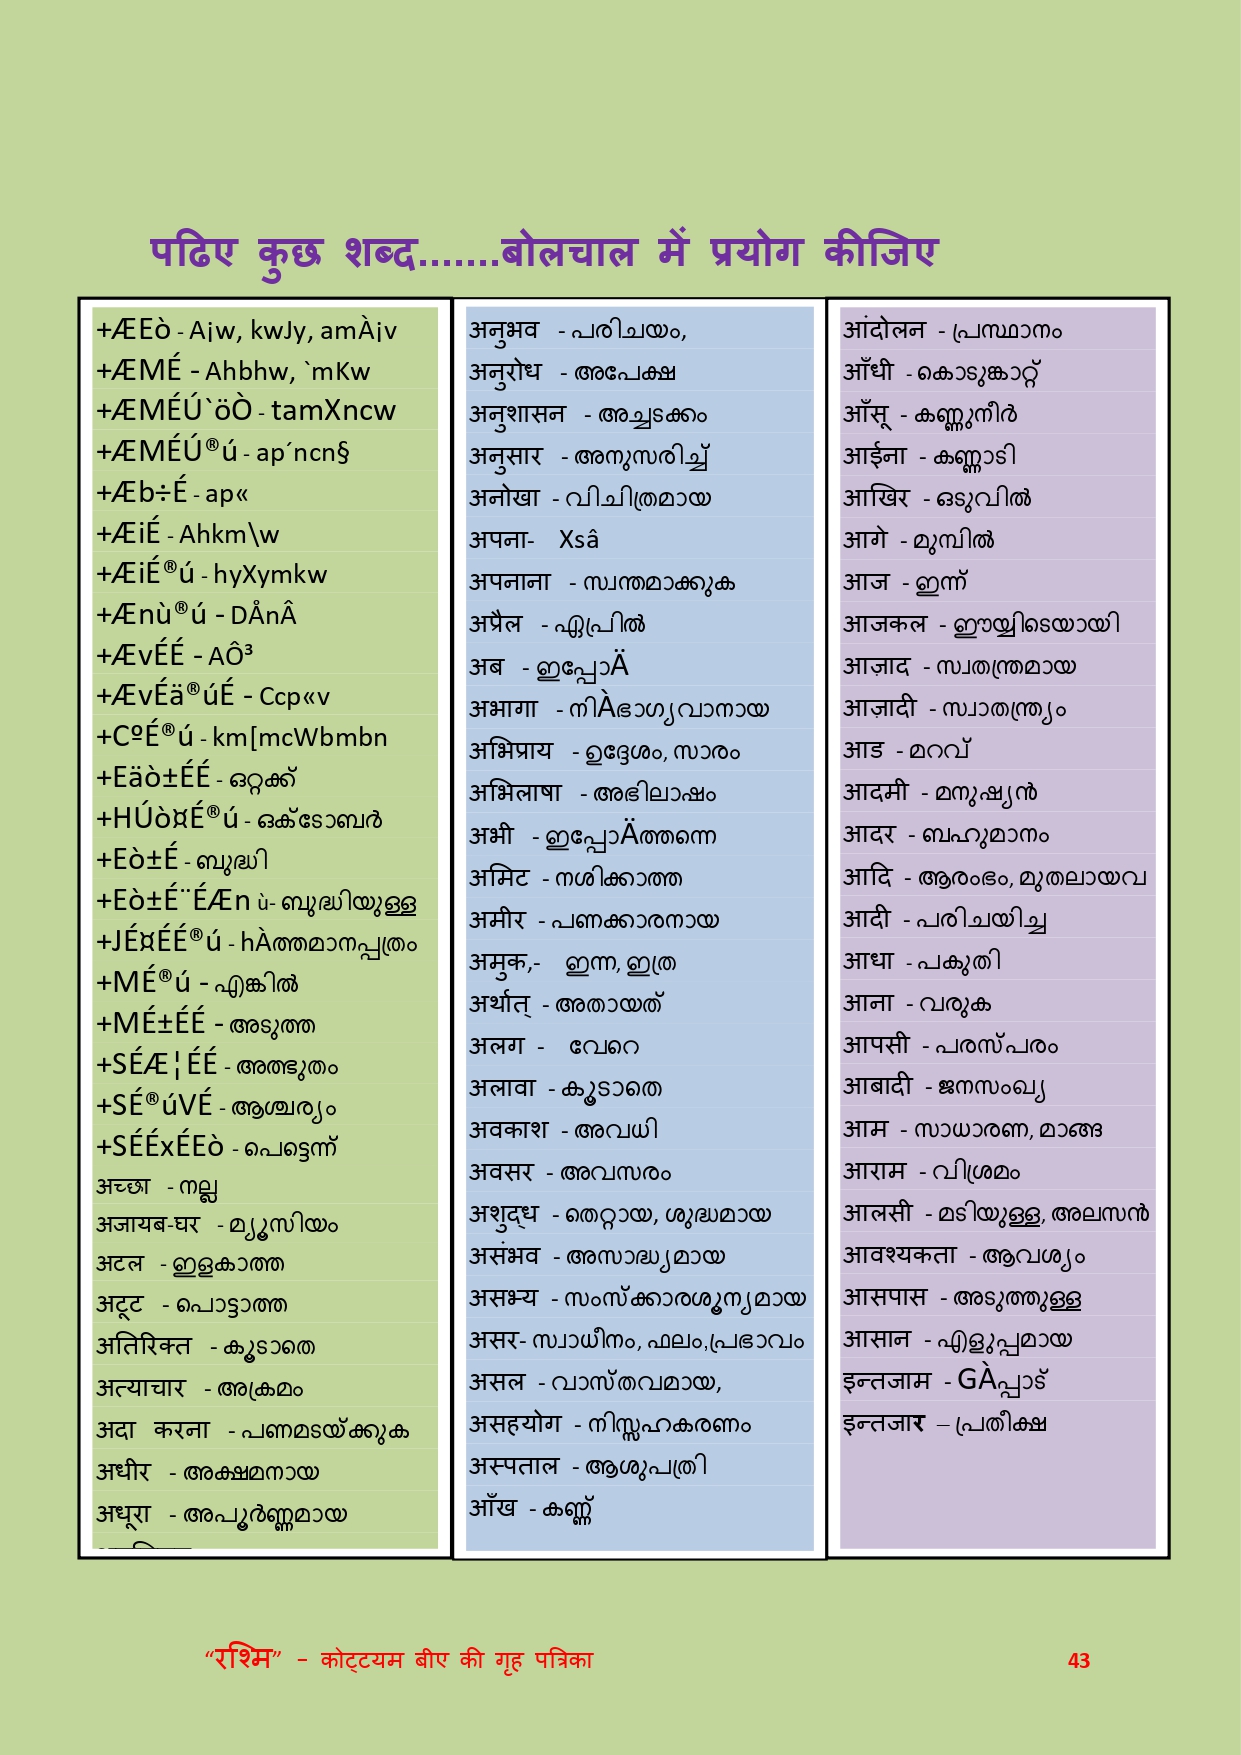 पढिए कुछ शब्द.......बोलचाल में प्रयोग कीजिए
+ÆEò - A¡w, kwJy, amÀ¡v
+ÆMÉ - Ahbhw, `mKw
+ÆMÉÚ`öÒ - tamXncw
+ÆMÉÚ®ú - ap´ncn§
+Æb÷É - ap«
+ÆiÉ - Ahkm\w
+ÆiÉ®ú - hyXymkw
+Ænù®ú - DÅnÂ
+ÆvÉÉ - AÔ³
+ÆvÉä®úÉ - Ccp«v
+CºÉ®ú - km[mcWbmbn
+Eäò±ÉÉ - ഒറ്റക്ക്
+HÚò¤É®ú - ഒക്ടോബർ
+Eò±É - ബുദ്ധി
+Eò±É¨ÉÆn ù- ബുദ്ധിയുള്ള
+JÉ¤ÉÉ®ú - hÀത്തമാനപ്പത്രം
+MÉ®ú - എങ്കിൽ
+MÉ±ÉÉ - അടുത്ത
+SÉÆ¦ÉÉ - അത്ഭുതം
+SÉ®úVÉ - ആശ്ചര്യം
+SÉÉxÉEò - പെട്ടെന്ന്
अच्छा - നല്ല
अजायब-घर - മ്യൂസിയം
अटल - ഇളകാത്ത
अटूट - പൊട്ടാത്ത
अतिरिक्त - കൂടാതെ
अत्याचार - അക്രമം
अदा करना - പണമടയ്ക്കുക
अधीर - അക്ഷമനായ
अधूरा - അപൂർണ്ണമായ
अनुभव - പരിചയം,
अनुरोध - അപേക്ഷ
अनुशासन - അച്ചടക്കം
अनुसार - അനുസരിച്ച്
अनोखा - വിചിത്രമായ
अपना- Xsâ
अपनाना - സ്വന്തമാക്കുക
अप्रैल - ഏപ്രിൽ
अब - ഇപ്പോÄ
अभागा - നിÀഭാഗ്യവാനായ
अभिप्राय - ഉദ്ദേശം, സാരം
अभिलाषा - അഭിലാഷം
अभी - ഇപ്പോÄത്തന്നെ
अमिट - നശിക്കാത്ത
अमीर - പണക്കാരനായ
अमुक,- ഇന്ന, ഇത്ര
अर्थात् - അതായത്
अलग - വേറെ
अलावा - കൂടാതെ
अवकाश - അവധി
अवसर - അവസരം
अशुद्ध - തെറ്റായ, ശുദ്ധമായ
असंभव - അസാദ്ധ്യമായ
असभ्य - സംസ്ക്കാരശൂന്യമായ
असर- സ്വാധീനം, ഫലം,പ്രഭാവം
असल - വാസ്തവമായ,
असहयोग - നിസ്സഹകരണം
अस्पताल - ആശുപത്രി
आँख - കണ്ണ്
आंदोलन - പ്രസ്ഥാനം
आँधी - കൊടുങ്കാറ്റ്
आँसू - കണ്ണുനീർ
आईना - കണ്ണാടി
आखिर - ഒടുവിൽ
आगे - മുമ്പിൽ
आज - ഇന്ന്
आजकल - ഈയ്യിടെയായി
आज़ाद - സ്വതന്ത്രമായ
आज़ादी - സ്വാതന്ത്ര്യം
आड - മറവ്
आदमी - മനുഷ്യൻ
आदर - ബഹുമാനം
आदि - ആരംഭം, മുതലായവ
आदी - പരിചയിച്ച
आधा - പകുതി
आना - വരുക
आपसी - പരസ്പരം
आबादी - ജനസംഖ്യ
आम - സാധാരണ, മാങ്ങ
आराम - വിശ്രമം
आलसी - മടിയുള്ള, അലസൻ
आवश्यकता - ആവശ്യം
आसपास - അടുത്തുള്ള
आसान - എളുപ്പമായ
इन्तजाम - GÀപ്പാട്
इन्तजार – പ്രതീക്ഷ
“रश्मि” – कोट्टयम बीए की गृह पत्रिका 43